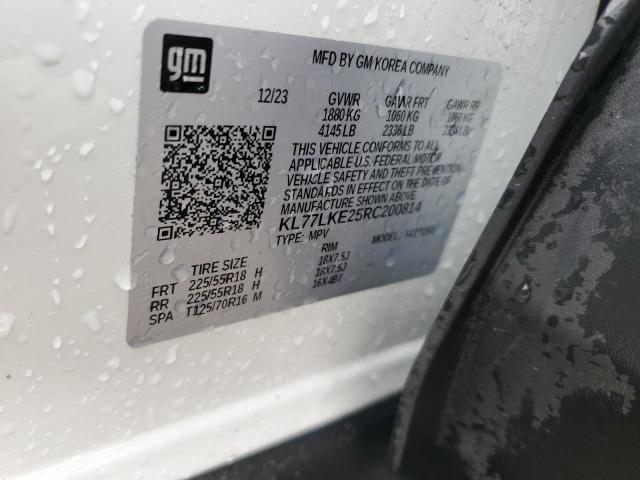 gm
MFD BY GM KOREA COMPANY
12/23 GVWR GAWR FRT GAWR RR
1880 KG 1060 KG 1060 KG
4145 LB 2336 LB LB
THIS VEHICLE CONFORMS TO ALL
APPLICABLE U.S. FEDERAL MOTOR
VEHICLE SAFETY AND THEFT PREVENTION
STANDARDS IN EFFECT ON THE DATE OF
MANUFACTURE SHOWN ABOVE.
KL77LKE25RC200814
TYPE: MPV MODEL:
TIRE SIZE RIM
FRT 225/55R18 H 18X7.5J
RR 225/55R18 H 18X7.5J
SPA T125/70R16 M 16X4BT